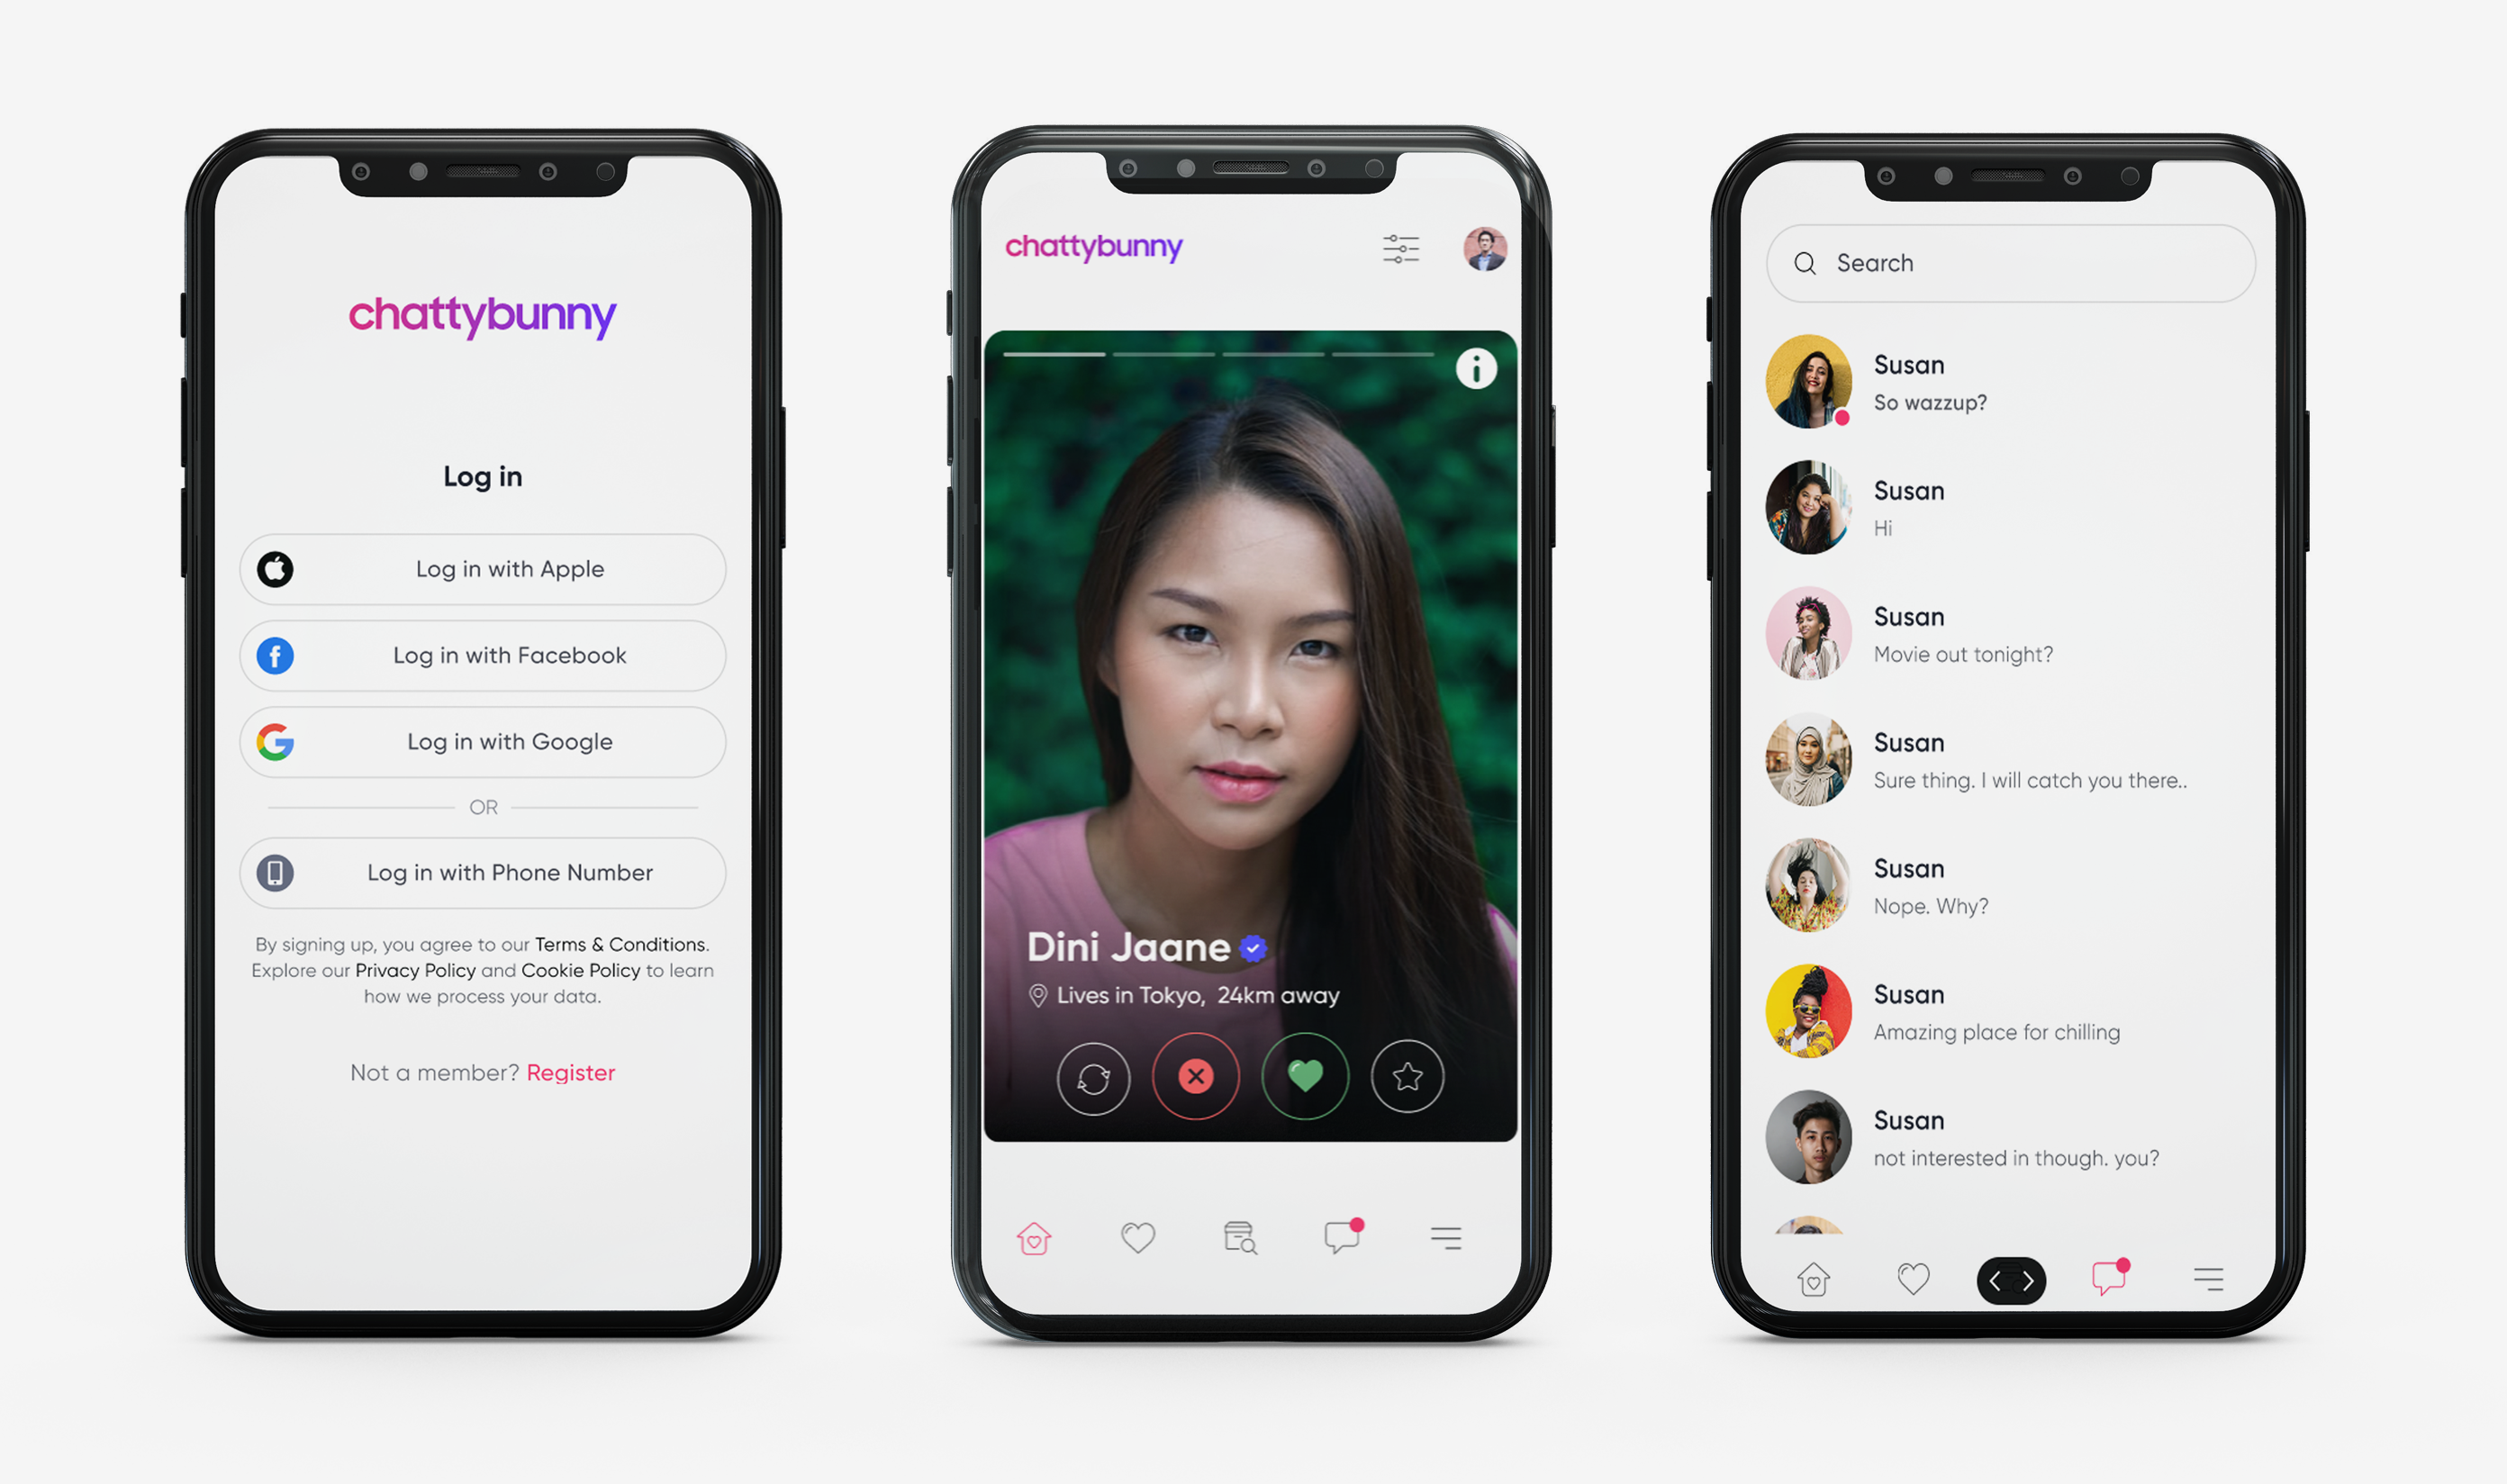 chattybunny
Log in
Log in with Apple
Log in with Facebook
Log in with Google
OR
Log in with Phone Number
By signing up, you agree to our Terms & Conditions.
Explore our Privacy Policy and Cookie Policy to learn
how we process your data.
Not a member? Register
chattybunny
Dini Jaane
Lives in Tokyo, 24km away
Search
Susan
So wazzup?
Susan
Hi
Susan
Movie out tonight?
Susan
Sure thing. I will catch you there..
Susan
Nope. Why?
Susan
Amazing place for chilling
Susan
not interested in though. you?